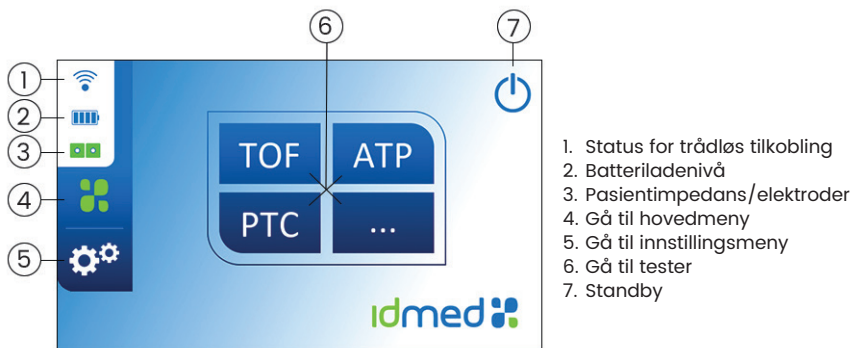 6
7
1
2
3
4
5
TOF
ATP
PTC
...
idmed
1. Status for trådløs tilkobling
2. Batteriladenivå
3. Pasientimpedans/elektroder
4. Gå til hovedmeny
5. Gå til innstillingsmeny
6. Gå til tester
7. Standby